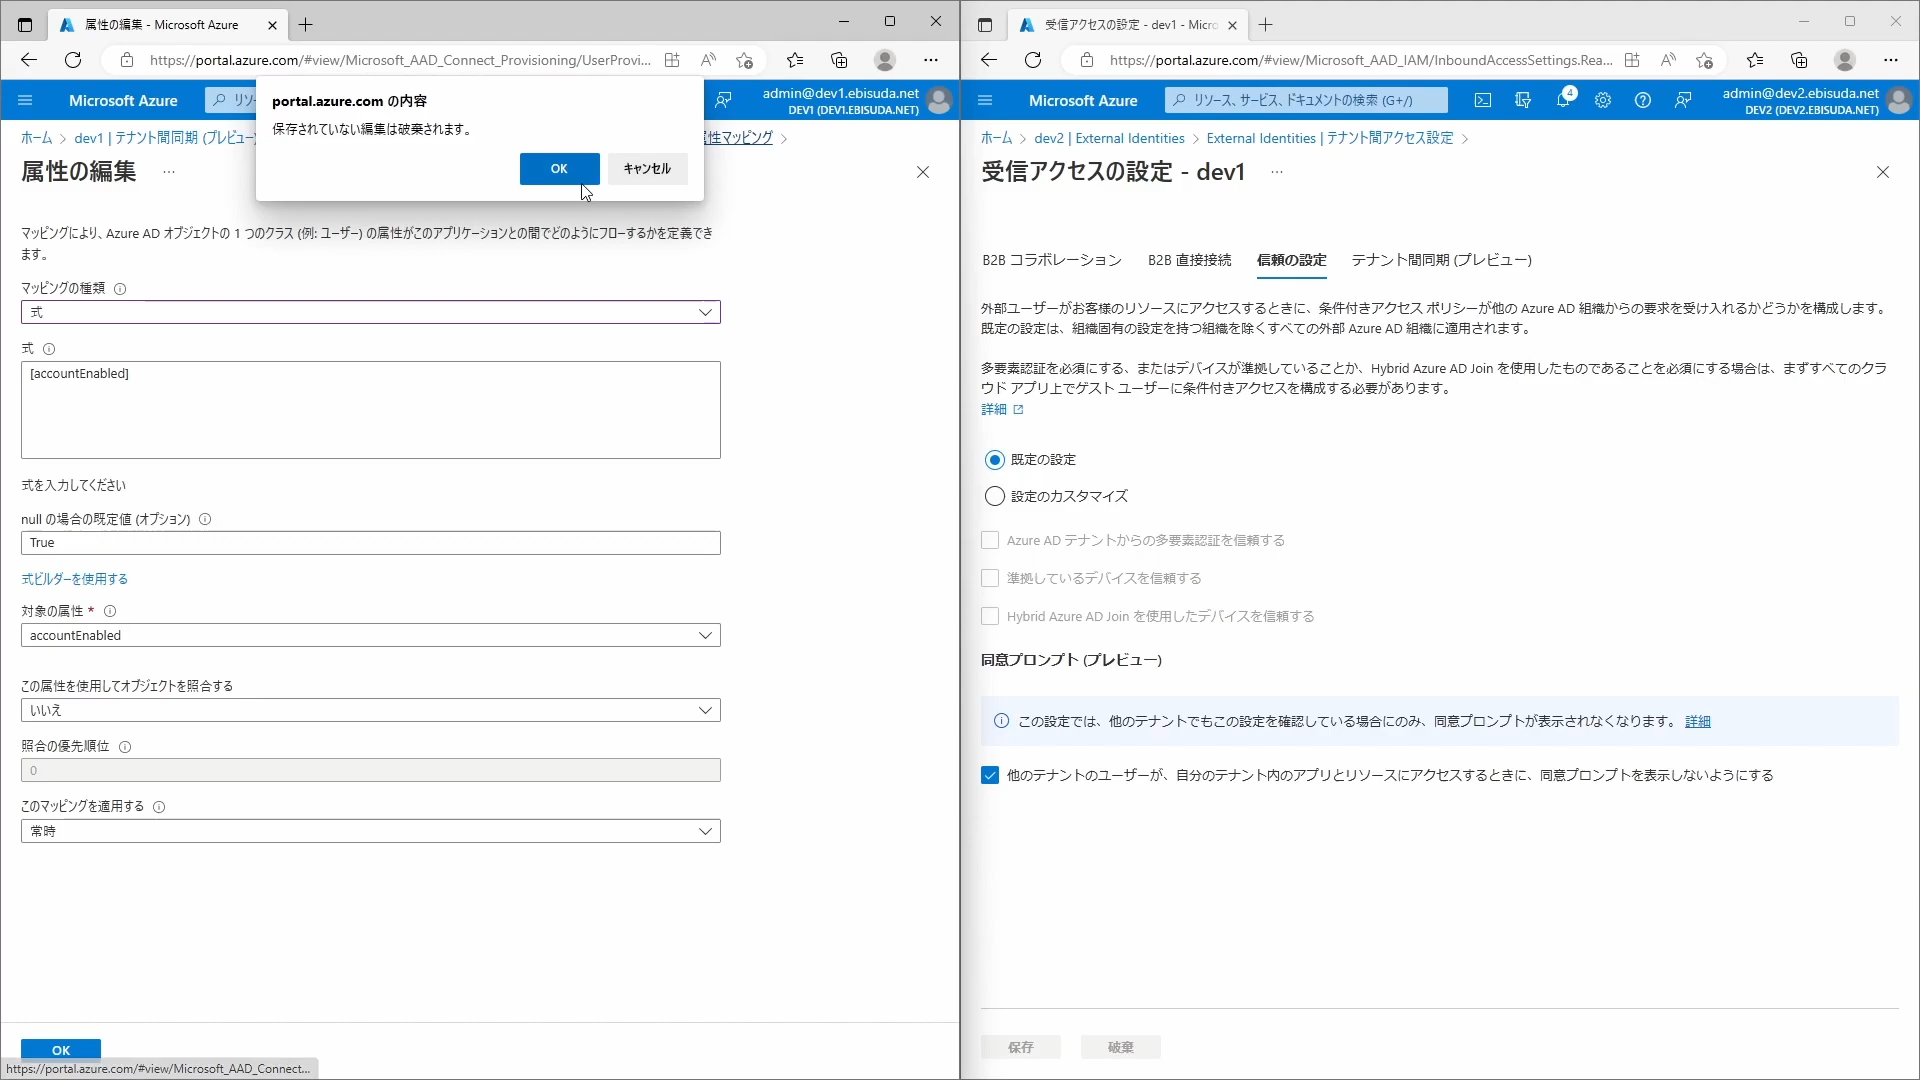 属性の編集 - Microsoft Azure
https://portal.azure.com/#view/Microsoft_AAD_Connect_Provisioning/UserProvi...
Microsoft Azure
リソ
admin@dev1.ebisuda.net
DEV1 (DEV1.EBISUDA.NET)
portal.azure.com の内容
保存されていない編集は破棄されます。
OK
キャンセル
ホーム > dev1 | テナント間同期 (プレビュー)
性マッピング >
属性の編集 ...
マッピングにより、Azure AD オブジェクトの 1 つのクラス (例: ユーザー) の属性がこのアプリケーションとの間でどのようにフローするかを定義でき
ます。
マッピングの種類
式
式
[accountEnabled]
式を入力してください
null の場合の既定値 (オプション)
True
式ビルダーを使用する
対象の属性 *
accountEnabled
この属性を使用してオブジェクトを照合する
いいえ
照合の優先順位
0
このマッピングを適用する
常時
OK
https://portal.azure.com/#view/Microsoft_AAD_Connect...
受信アクセスの設定 - dev1 - Micro
https://portal.azure.com/#view/Microsoft_AAD_IAM/InboundAccessSettings.Rea...
Microsoft Azure
リソース、サービス、ドキュメントの検索 (G+/)
4
admin@dev2.ebisuda.net
DEV2 (DEV2.EBISUDA.NET)
ホーム > dev2 | External Identities > External Identities | テナント間アクセス設定 >
受信アクセスの設定 - dev1 ...
B2B コラボレーション B2B 直接接続 信頼の設定 テナント間同期 (プレビュー)
外部ユーザーがお客様のリソースにアクセスするときに、条件付きアクセス ポリシーが他の Azure AD 組織からの要求を受け入れるかどうかを構成します。
既定の設定は、組織固有の設定を持つ組織を除くすべての外部 Azure AD 組織に適用されます。
多要素認証を必須にする、またはデバイスが準拠していることか、Hybrid Azure AD Join を使用したものであることを必須にする場合は、まずすべてのクラ
ウド アプリ上でゲスト ユーザーに条件付きアクセスを構成する必要があります。
詳細
既定の設定
設定のカスタマイズ
Azure AD テナントからの多要素認証を信頼する
準拠しているデバイスを信頼する
Hybrid Azure AD Join を使用したデバイスを信頼する
同意プロンプト (プレビュー)
この設定では、他のテナントでもこの設定を確認している場合にのみ、同意プロンプトが表示されなくなります。 詳細
他のテナントのユーザーが、自分のテナント内のアプリとリソースにアクセスするときに、同意プロンプトを表示しないようにする
保存
破棄